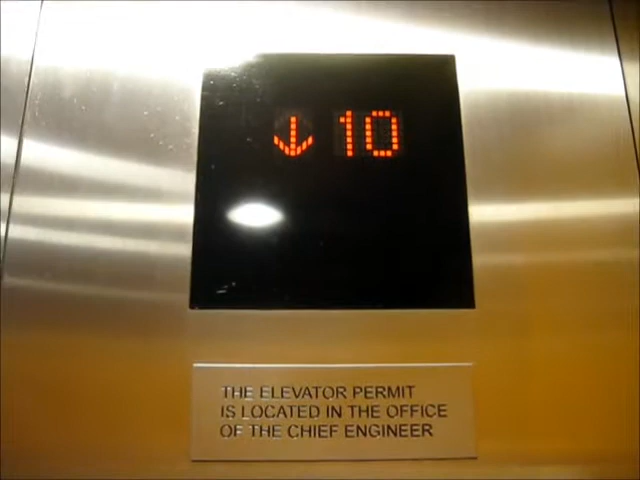 ↓ 10
THE ELEVATOR PERMIT
IS LOCATED IN THE OFFICE
OF THE CHIEF ENGINEER